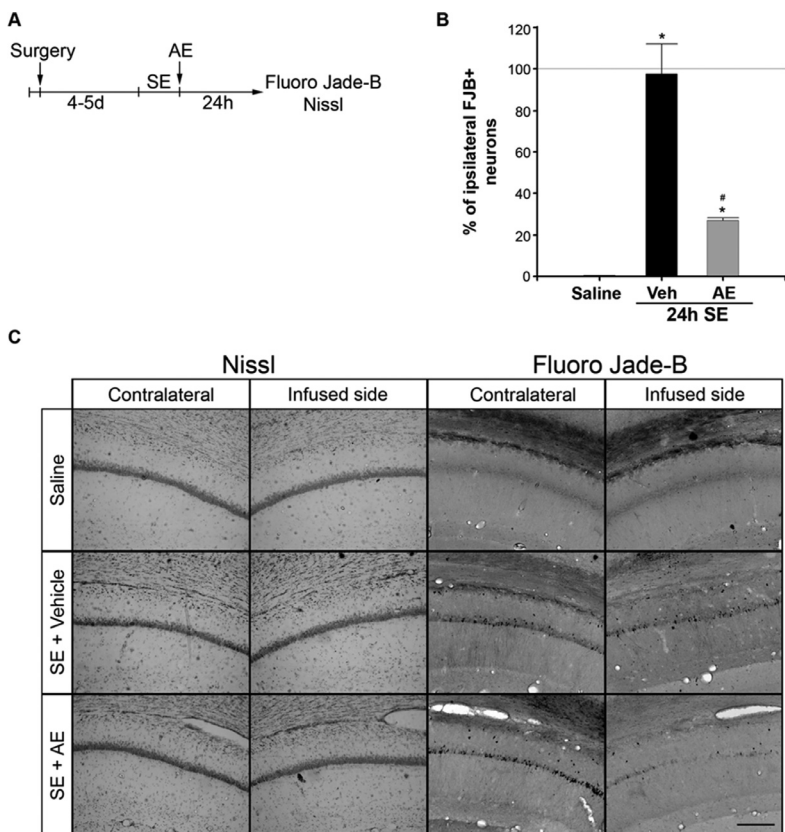 A
Surgery
AE
SE
4-5d
24h
Fluoro Jade-B
Nissl
B
% of ipsilateral FJB+
neurons
120
100
80
60
40
20
0
*
#
*
Saline
Veh
AE
24h SE
C
Nissl
Fluoro Jade-B
Contralateral
Infused side
Contralateral
Infused side
Saline
SE + Vehicle
SE + AE